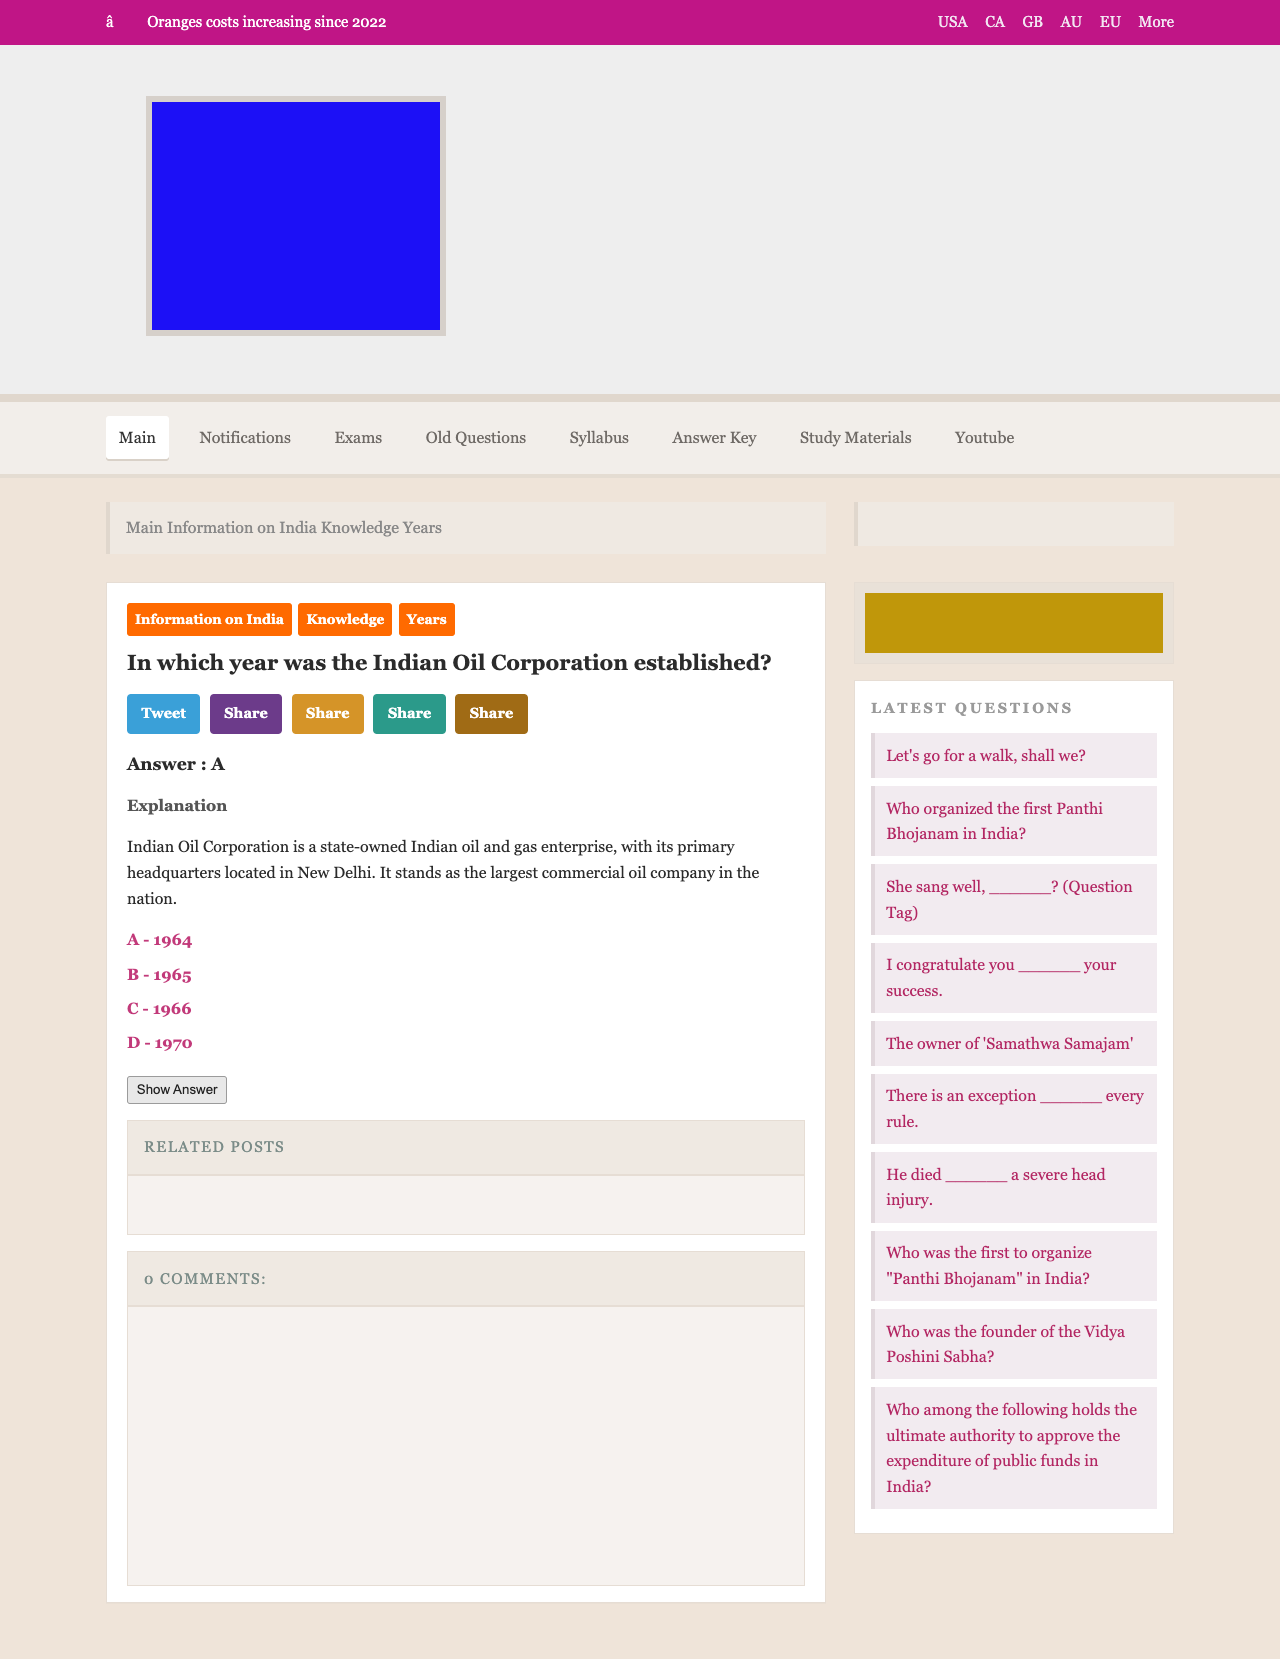 â Oranges costs increasing since 2022
USA CA GB AU EU More
Main Notifications Exams Old Questions Syllabus Answer Key Study Materials Youtube
Main Information on India Knowledge Years
Information on India Knowledge Years
In which year was the Indian Oil Corporation established?
Tweet Share Share Share Share
Answer : A
Explanation
Indian Oil Corporation is a state-owned Indian oil and gas enterprise, with its primary
headquarters located in New Delhi. It stands as the largest commercial oil company in the
nation.
A - 1964
B - 1965
C - 1966
D - 1970
Show Answer
RELATED POSTS
0 COMMENTS:
LATEST QUESTIONS
Let's go for a walk, shall we?
Who organized the first Panthi
Bhojanam in India?
She sang well, _______? (Question
Tag)
I congratulate you _______ your
success.
The owner of 'Samathwa Samajam'
There is an exception _______ every
rule.
He died _______ a severe head
injury.
Who was the first to organize
"Panthi Bhojanam" in India?
Who was the founder of the Vidya
Poshini Sabha?
Who among the following holds the
ultimate authority to approve the
expenditure of public funds in
India?